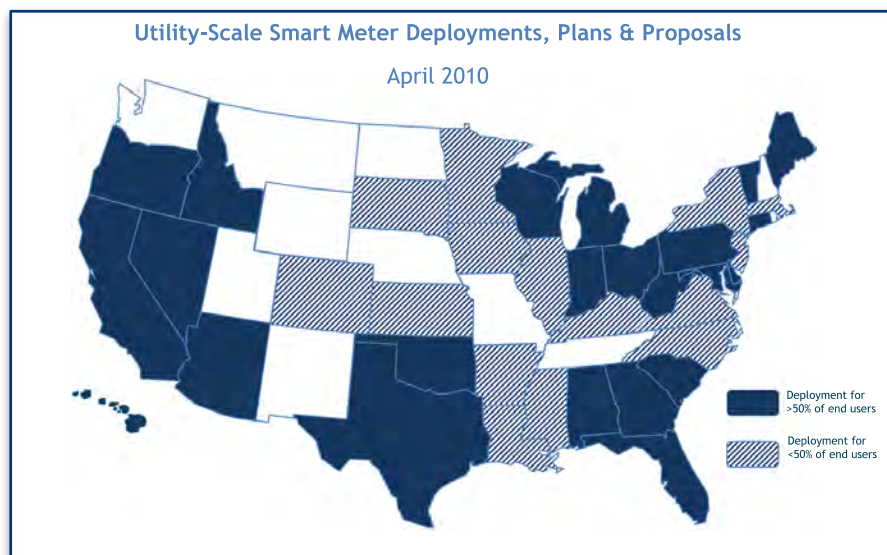 Utility-Scale Smart Meter Deployments, Plans & Proposals
April 2010
Deployment for
>50% of end users
Deployment for
<50% of end users